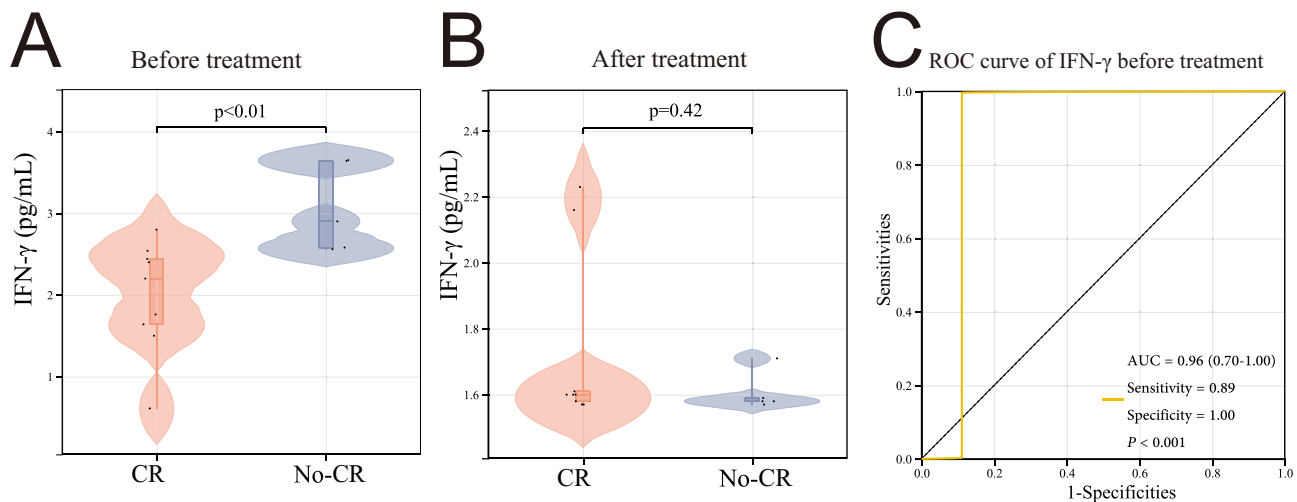 A
Before treatment
p<0.01
IFN-γ (pg/mL)
4
3
2
1
CR
No-CR
B
After treatment
p=0.42
IFN-γ (pg/mL)
2.4
2.2
2.0
1.8
1.6
CR
No-CR
C
ROC curve of IFN-γ before treatment
Sensitivities
1.0
0.8
0.6
0.4
0.2
0.0
AUC = 0.96 (0.70-1.00)
Sensitivity = 0.89
Specificity = 1.00
P < 0.001
0.0 0.2 0.4 0.6 0.8 1.0
1-Specificities